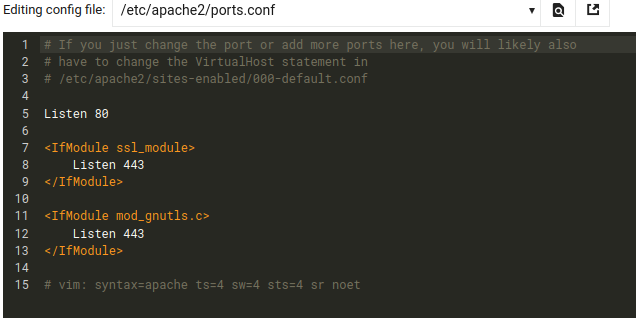 Editing config file: /etc/apache2/ports.conf
1 # If you just change the port or add more ports here, you will likely also
2 # have to change the VirtualHost statement in
3 # /etc/apache2/sites-enabled/000-default.conf
4
5 Listen 80
6
7 <IfModule ssl_module>
8     Listen 443
9 </IfModule>
10
11 <IfModule mod_gnutls.c>
12     Listen 443
13 </IfModule>
14
15 # vim: syntax=apache ts=4 sw=4 sts=4 sr noet